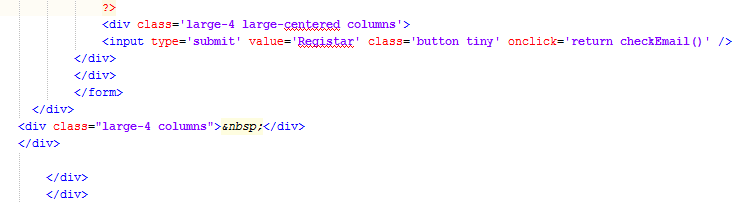 ?>
<div class='large-4 large-centered columns'>
<input type='submit' value='Registar' class='button tiny' onclick='return checkEmail()' />
</div>
</div>
</form>
</div>
<div class="large-4 columns">&nbsp;</div>
</div>
</div>
</div>